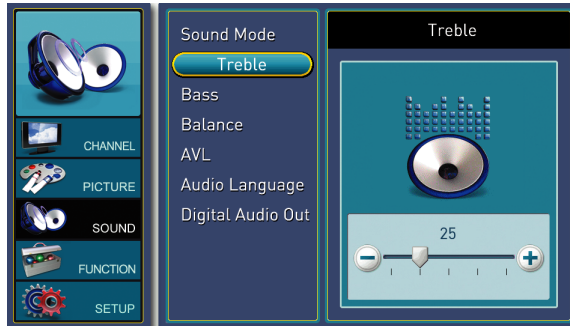 CHANNEL
PICTURE
SOUND
FUNCTION
SETUP
Sound Mode
Treble
Bass
Balance
AVL
Audio Language
Digital Audio Out
Treble
25